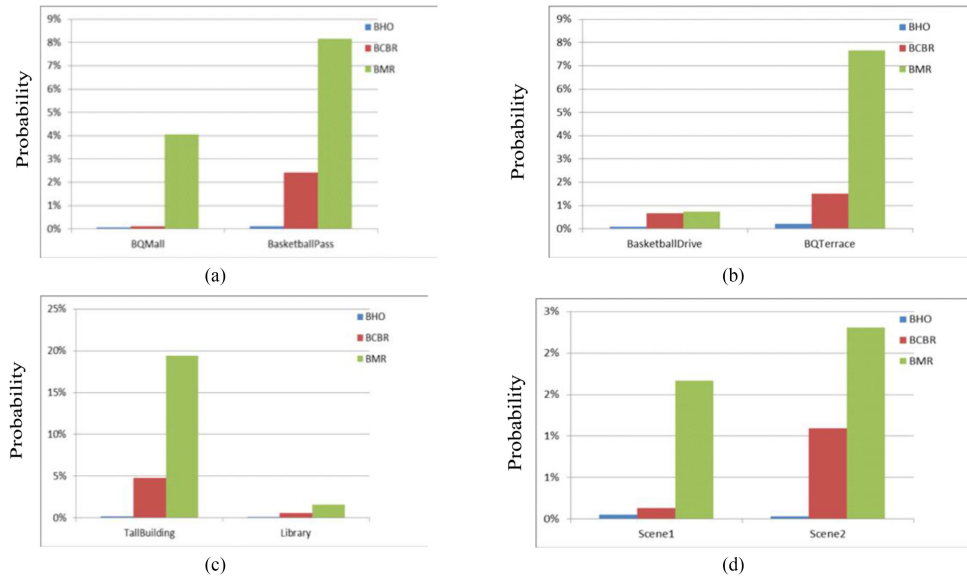 9%
8%
7%
6%
5%
4%
3%
2%
1%
0%
Probability
BHO
BCBR
BMR
BQMall BasketballPass
(a)
9%
8%
7%
6%
5%
4%
3%
2%
1%
0%
Probability
BHO
BCBR
BMR
BasketballDrive BQTerrace
(b)
25%
20%
15%
10%
5%
0%
Probability
BHO
BCBR
BMR
TallBuilding Library
(c)
3%
2%
2%
1%
1%
0%
Probability
BHO
BCBR
BMR
Scene1 Scene2
(d)